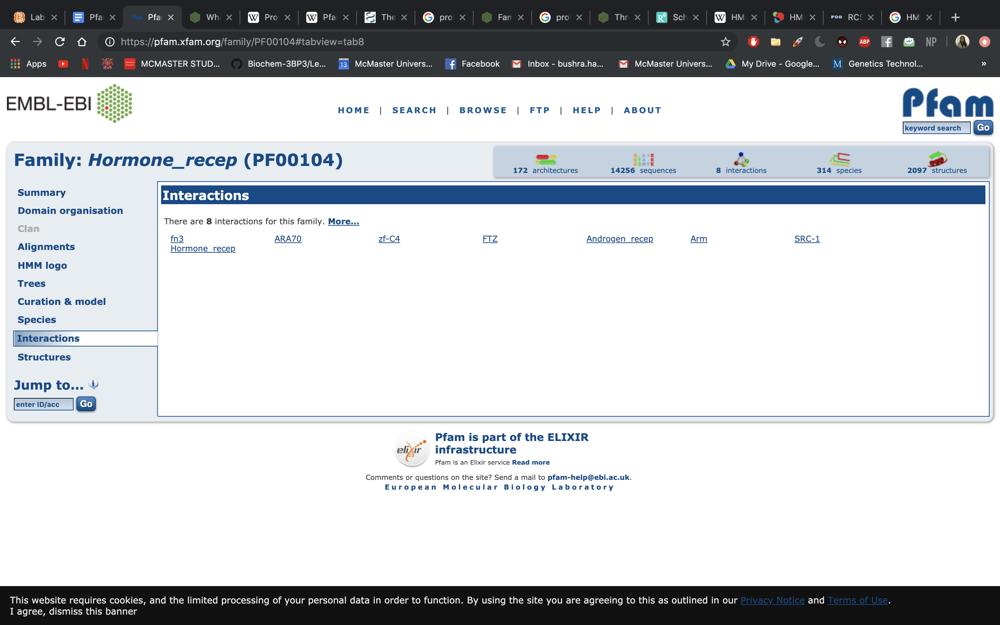 Lab Pfa Pfa Wh Pro Pfa The pro Fam pro Thr Sch HM HM RCS HM
https://pfam.xfam.org/family/PF00104#tabview=tab8
ABP NP
Apps MCMASTER STUD... Biochem-3BP3/Le... 13 McMaster Univers... Facebook Inbox - bushra.ha... McMaster Univers... My Drive - Google... M Genetics Technol... »
EMBL-EBI
HOME | SEARCH | BROWSE | FTP | HELP | ABOUT
Pfam
keyword search Go
Family: Hormone_recep (PF00104)
172 architectures 14256 sequences 8 interactions 314 species 2097 structures
Summary
Domain organisation
Clan
Alignments
HMM logo
Trees
Curation & model
Species
Interactions
Structures
Jump to...
enter ID/acc Go
Interactions
There are 8 interactions for this family. More...
fn3 ARA70 zf-C4 FTZ Androgen_recep Arm SRC-1
Hormone_recep
elixir
Pfam is part of the ELIXIR
infrastructure
Pfam is an Elixir service Read more
Comments or questions on the site? Send a mail to pfam-help@ebi.ac.uk.
European Molecular Biology Laboratory
This website requires cookies, and the limited processing of your personal data in order to function. By using the site you are agreeing to this as outlined in our Privacy Notice and Terms of Use.
I agree, dismiss this banner